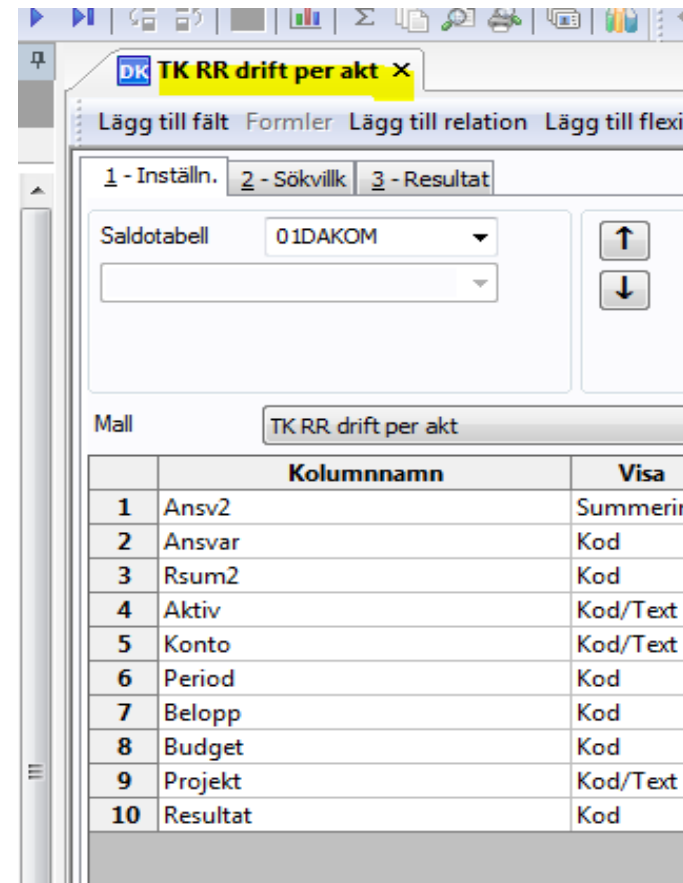 DK TK RR drift per akt ×
Lägg till fält Formler Lägg till relation Lägg till flexi
1 - Inställn. 2 - Sökvillk 3 - Resultat
Saldotabell 01DAKOM
Mall TK RR drift per akt
Kolumnnamn Visa
1 Ansv2 Summerin
2 Ansvar Kod
3 Rsum2 Kod
4 Aktiv Kod/Text
5 Konto Kod/Text
6 Period Kod
7 Belopp Kod
8 Budget Kod
9 Projekt Kod/Text
10 Resultat Kod